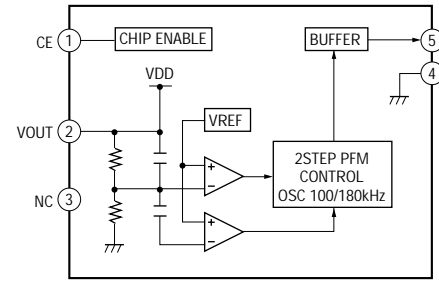 CE 1 CHIP ENABLE
BUFFER 5
VDD
4
VREF
VOUT 2
+
−
2STEP PFM
CONTROL
OSC 100/180kHz
NC 3
+
−